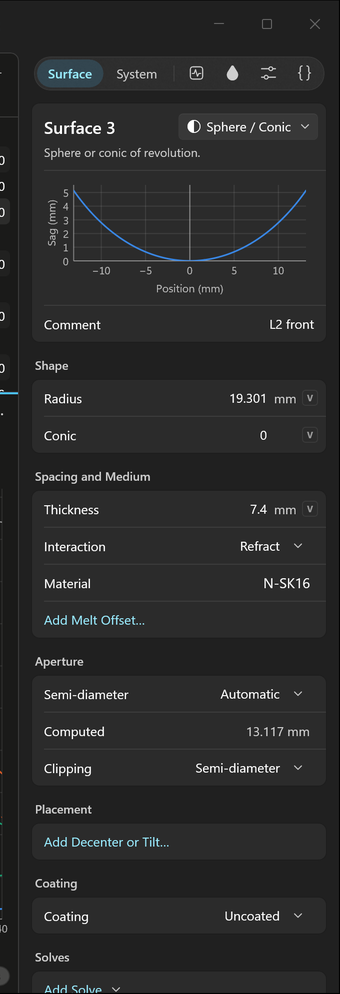 Surface System {}
Surface 3
Sphere / Conic
Sphere or conic of revolution.
Sag (mm)
5
4
3
2
1
0
−10 −5 0 5 10
Position (mm)
Comment L2 front
Shape
Radius 19.301 mm V
Conic 0 V
Spacing and Medium
Thickness 7.4 mm V
Interaction Refract
Material N-SK16
Add Melt Offset...
Aperture
Semi-diameter Automatic
Computed 13.117 mm
Clipping Semi-diameter
Placement
Add Decenter or Tilt...
Coating
Coating Uncoated
Solves
Add Solve